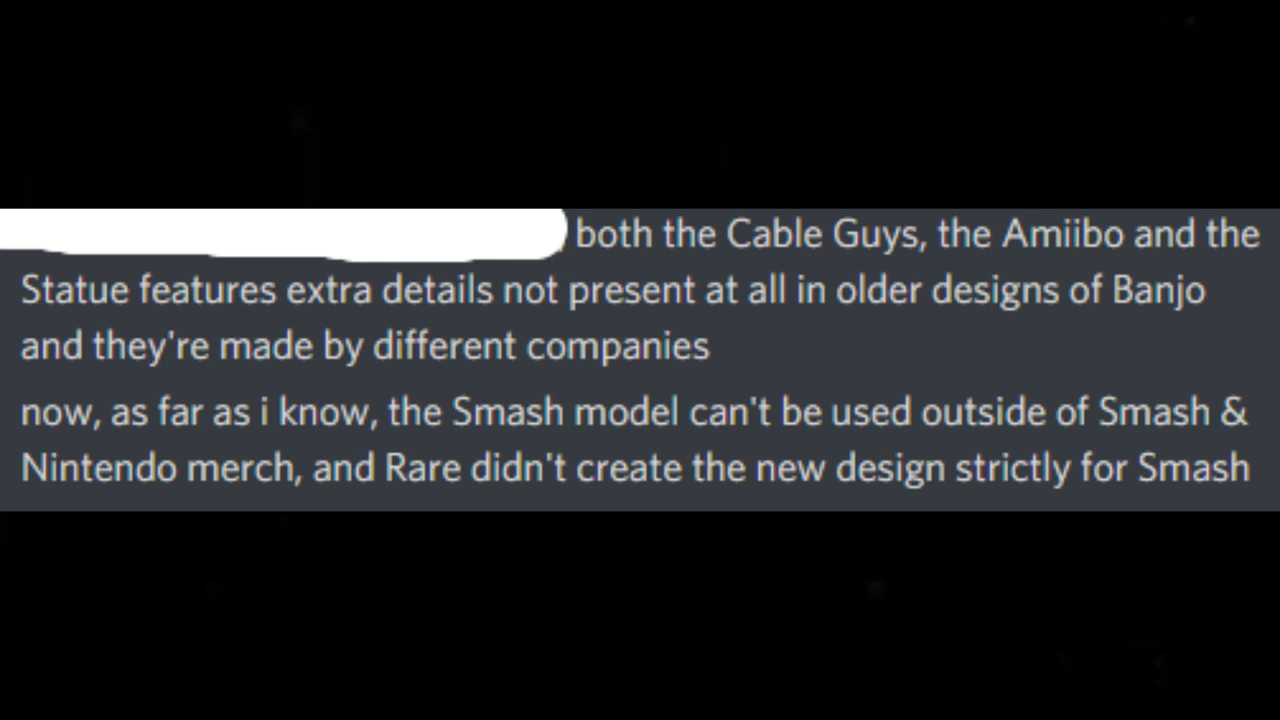 both the Cable Guys, the Amiibo and the
Statue features extra details not present at all in older designs of Banjo
and they're made by different companies
now, as far as i know, the Smash model can't be used outside of Smash &
Nintendo merch, and Rare didn't create the new design strictly for Smash